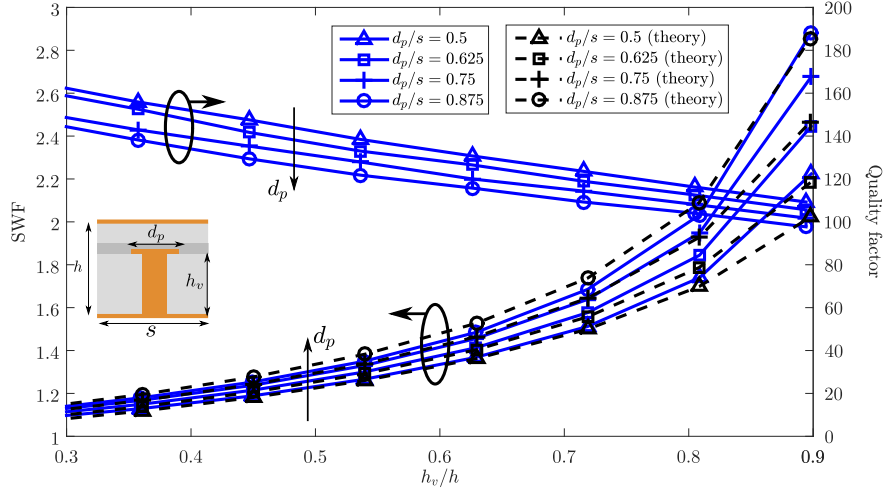 3
2.8
2.6
2.4
2.2
2
1.8
1.6
1.4
1.2
1
SWF
200
180
160
140
120
100
80
60
40
20
0
Quality factor
0.3
0.4
0.5
0.6
0.7
0.8
0.9
h_v/h
d_p/s = 0.5
d_p/s = 0.625
d_p/s = 0.75
d_p/s = 0.875
d_p/s = 0.5 (theory)
d_p/s = 0.625 (theory)
d_p/s = 0.75 (theory)
d_p/s = 0.875 (theory)
d_p
d_p
d_p
h
h_v
s